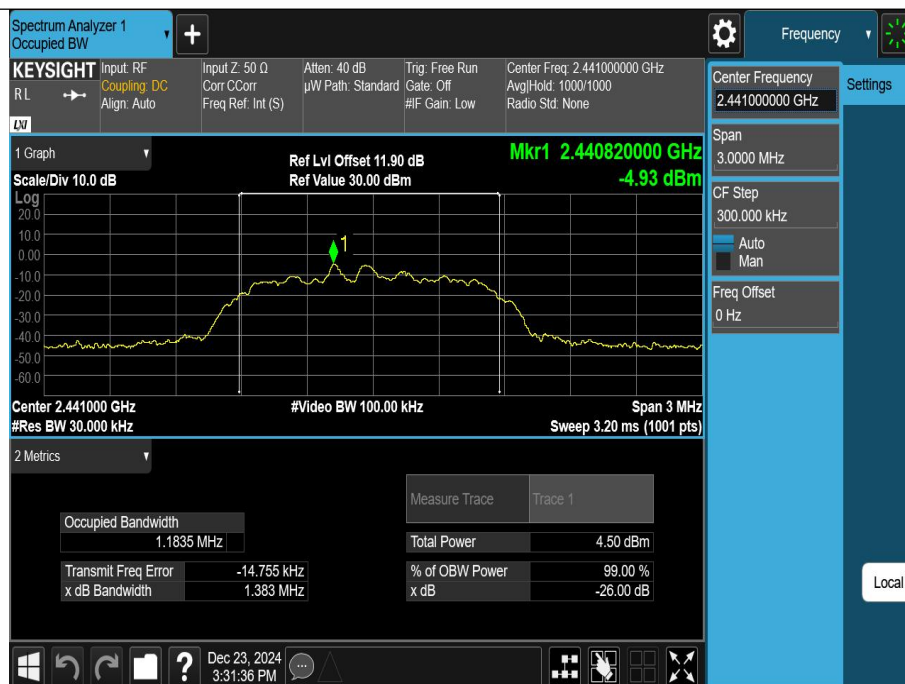 Spectrum Analyzer 1
Occupied BW
+
Frequency
KEYSIGHT
RL
LXI
Input: RF
Coupling: DC
Align: Auto
Input Z: 50 Ω
Corr CCorr
Freq Ref: Int (S)
Atten: 40 dB
µW Path: Standard
Trig: Free Run
Gate: Off
#IF Gain: Low
Center Freq: 2.441000000 GHz
Avg|Hold: 1000/1000
Radio Std: None
Center Frequency
2.441000000 GHz
Settings
Span
3.0000 MHz
CF Step
300.000 kHz
Auto
Man
Freq Offset
0 Hz
Local
1 Graph
Scale/Div 10.0 dB
Ref Lvl Offset 11.90 dB
Ref Value 30.00 dBm
Mkr1 2.440820000 GHz
-4.93 dBm
Log
20.0
10.0
0.00
-10.0
-20.0
-30.0
-40.0
-50.0
-60.0
1
Center 2.441000 GHz
#Res BW 30.000 kHz
#Video BW 100.00 kHz
Span 3 MHz
Sweep 3.20 ms (1001 pts)
2 Metrics
Measure Trace Trace 1
Occupied Bandwidth
1.1835 MHz
Total Power 4.50 dBm
Transmit Freq Error -14.755 kHz
% of OBW Power 99.00 %
x dB Bandwidth 1.383 MHz
x dB -26.00 dB
?
Dec 23, 2024
3:31:36 PM